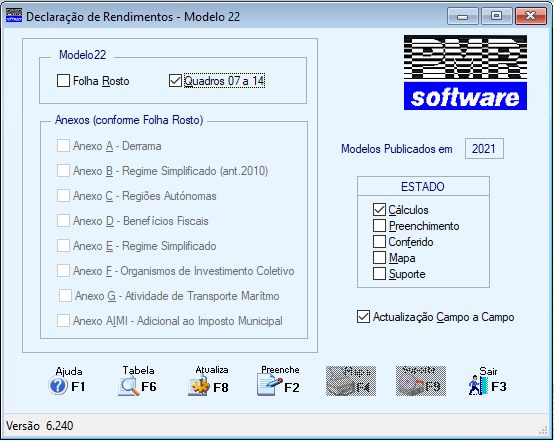 Declaração de Rendimentos - Modelo 22
Modelo22
Folha Rosto
Quadros 07 a 14
PMR
software
Anexos (conforme Folha Rosto)
Anexo A - Derrama
Anexo B - Regime Simplificado (ant.2010)
Anexo C - Regiões Autónomas
Anexo D - Benefícios Fiscais
Anexo E - Regime Simplificado
Anexo F - Organismos de Investimento Coletivo
Anexo G - Atividade de Transporte Marítmo
Anexo AIMI - Adicional ao Imposto Municipal
Modelos Publicados em 2021
ESTADO
Cálculos
Preenchimento
Conferido
Mapa
Suporte
Actualização Campo a Campo
Ajuda F1
Tabela F6
Atualiza F8
Preenche F2
Mapa F4
Suporte F9
Sair F3
Versão 6.240